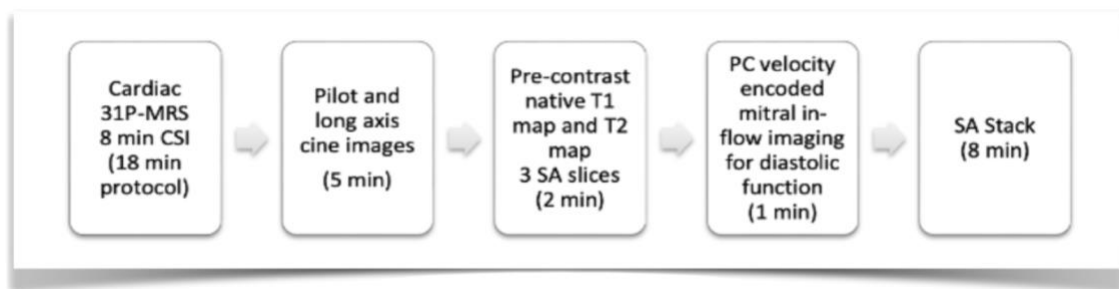 Cardiac
31P-MRS
8 min CSI
(18 min
protocol)
Pilot and
long axis
cine images
(5 min)
Pre-contrast
native T1
map and T2
map
3 SA slices
(2 min)
PC velocity
encoded
mitral in-
flow imaging
for diastolic
function
(1 min)
SA Stack
(8 min)